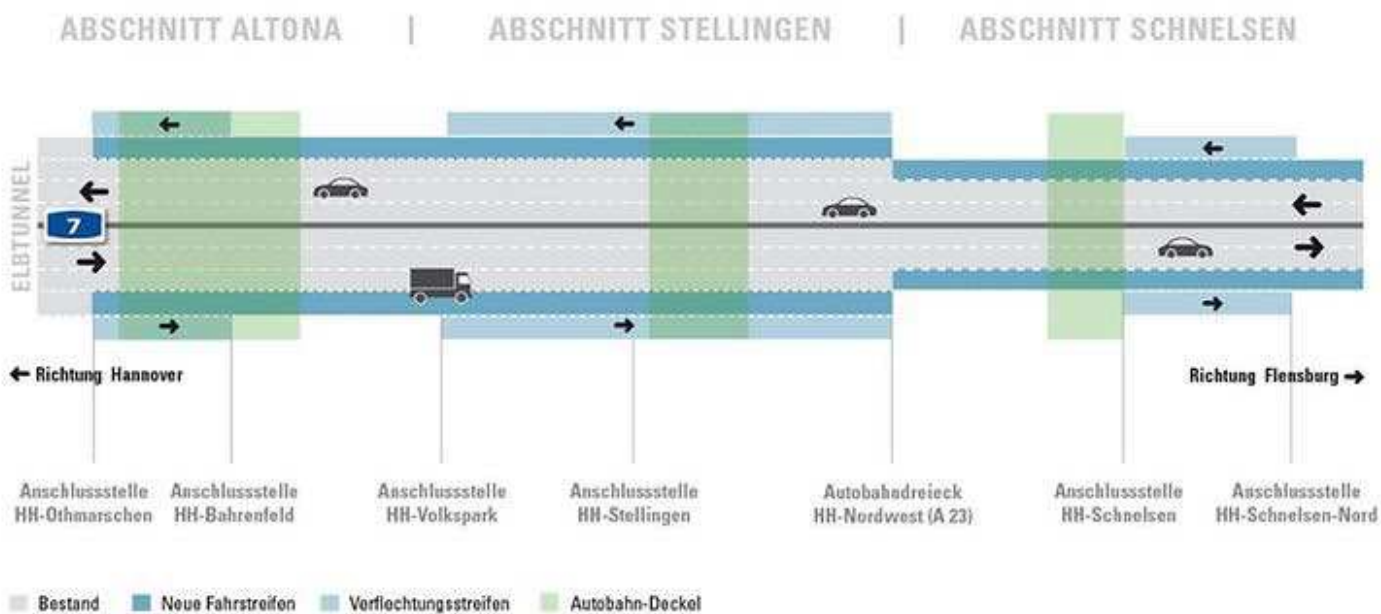 ABSCHNITT ALTONA | ABSCHNITT STELLINGEN | ABSCHNITT SCHNELSEN
ELBTUNNEL
7
Richtung Hannover
Richtung Flensburg
Anschlussstelle
HH-Othmarschen
Anschlussstelle
HH-Bahrenfeld
Anschlussstelle
HH-Volkspark
Anschlussstelle
HH-Stellingen
Autobahndreieck
HH-Nordwest (A 23)
Anschlussstelle
HH-Schnelsen
Anschlussstelle
HH-Schnelsen-Nord
Bestand
Neue Fahrstreifen
Verflechtungsstreifen
Autobahn-Deckel